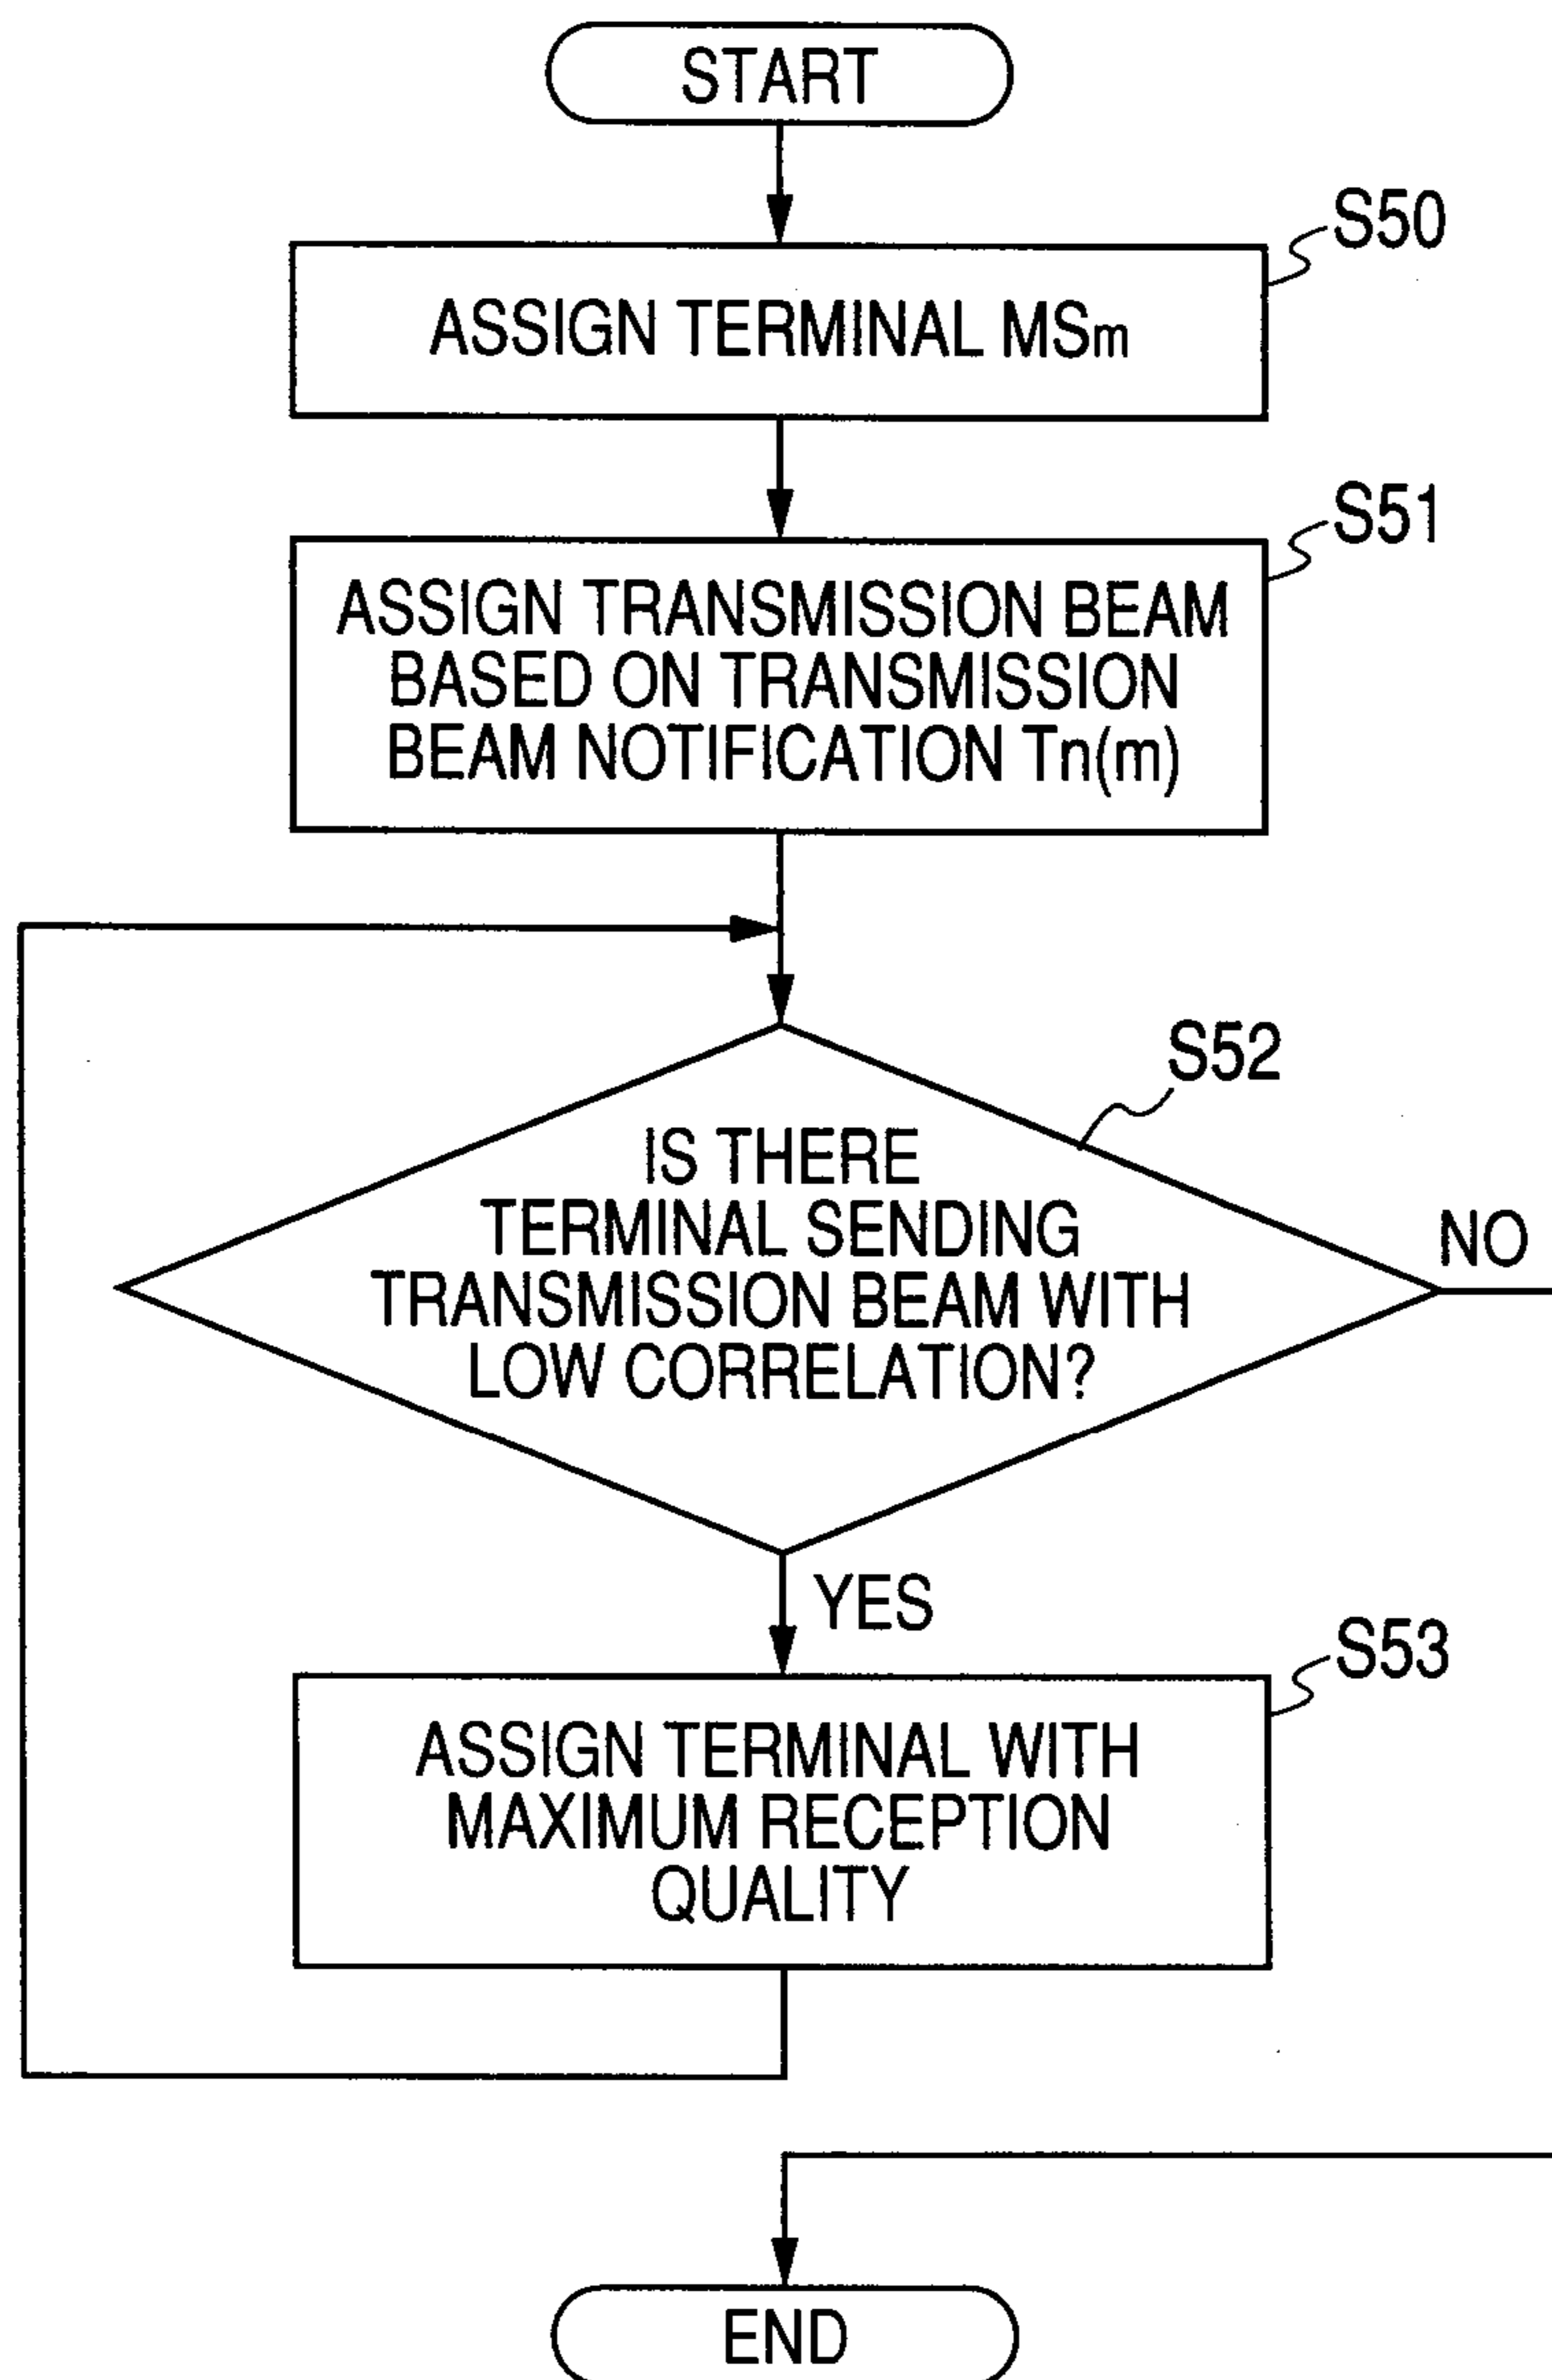 START
S50
ASSIGN TERMINAL MSm
S51
ASSIGN TRANSMISSION BEAM
BASED ON TRANSMISSION
BEAM NOTIFICATION Tn(m)
S52
IS THERE
TERMINAL SENDING
TRANSMISSION BEAM WITH
LOW CORRELATION?
NO
YES
S53
ASSIGN TERMINAL WITH
MAXIMUM RECEPTION
QUALITY
END